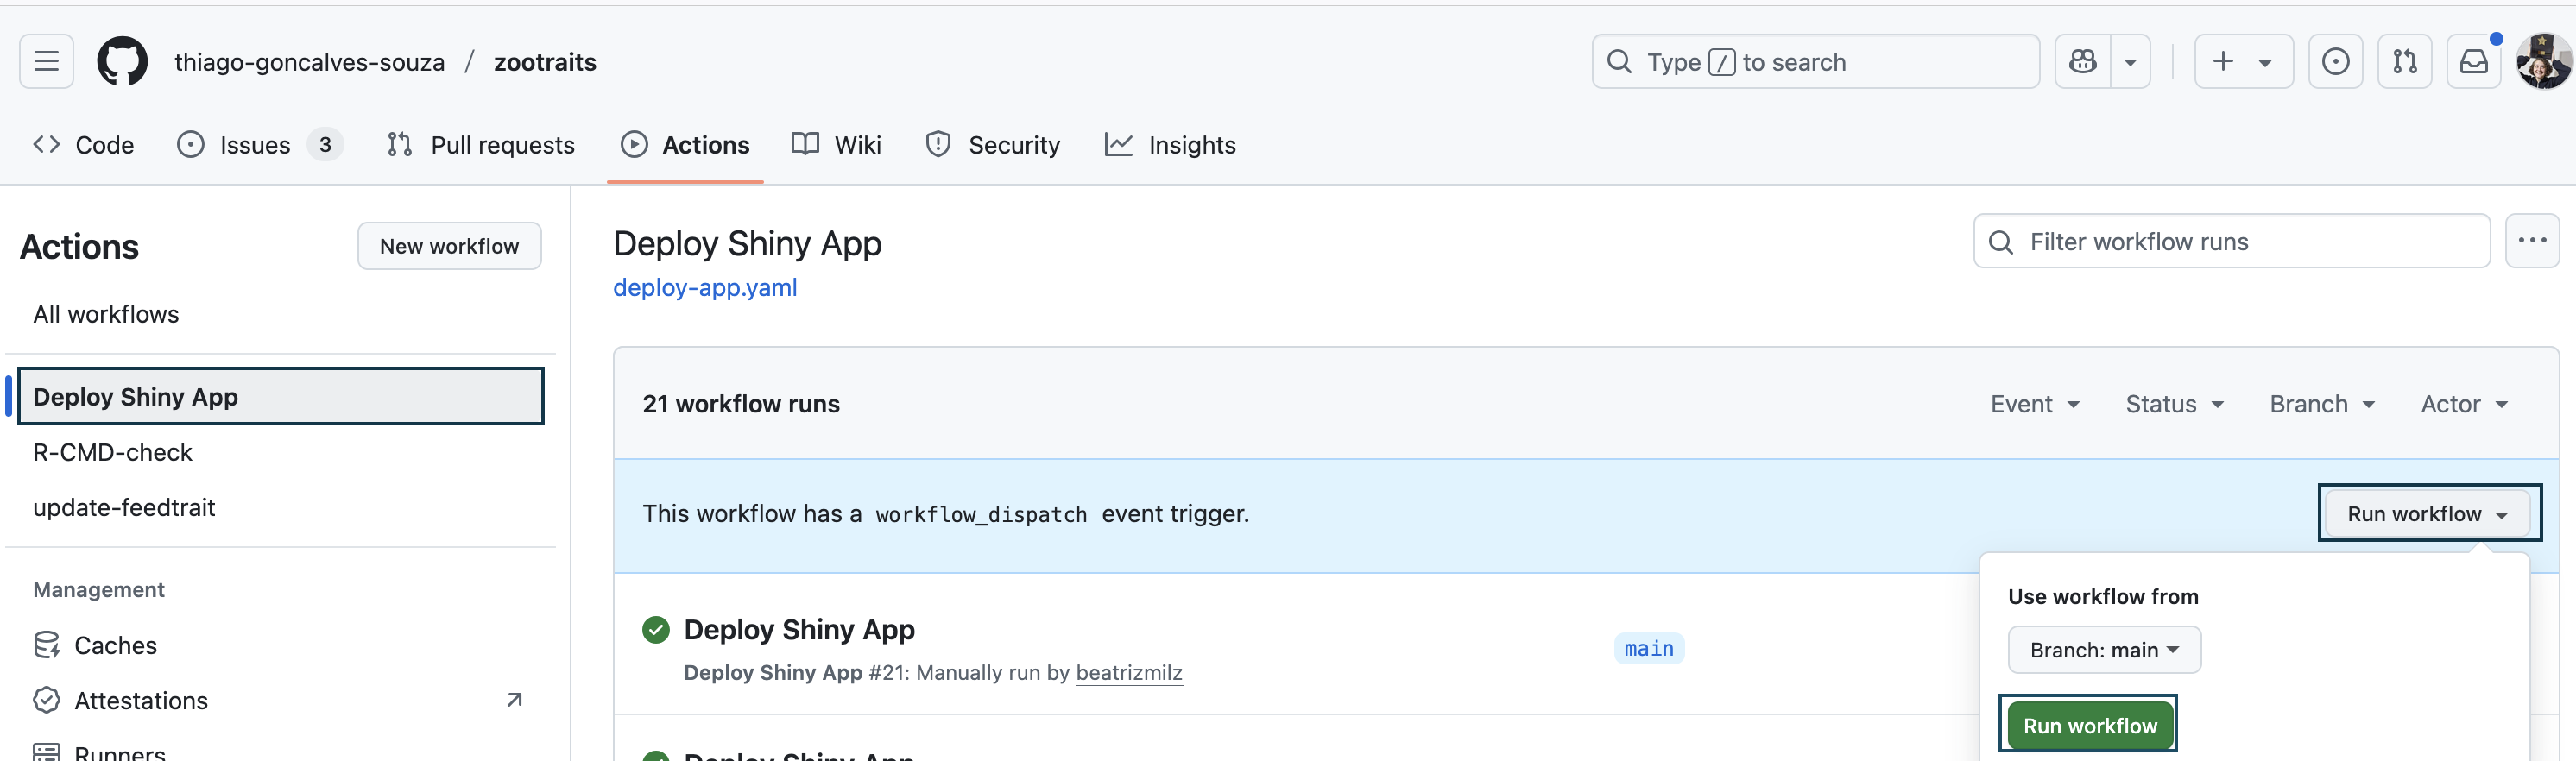 thiago-goncalves-souza / zootraits
Type / to search
Code
Issues 3
Pull requests
Actions
Wiki
Security
Insights
Actions
New workflow
All workflows
Deploy Shiny App
R-CMD-check
update-feedtrait
Management
Caches
Attestations
Runners
Deploy Shiny App
deploy-app.yaml
Filter workflow runs
21 workflow runs
Event
Status
Branch
Actor
This workflow has a workflow_dispatch event trigger.
Run workflow
Use workflow from
Branch: main
Run workflow
Deploy Shiny App
Deploy Shiny App #21: Manually run by beatrizmilz
main
Deploy Shiny App